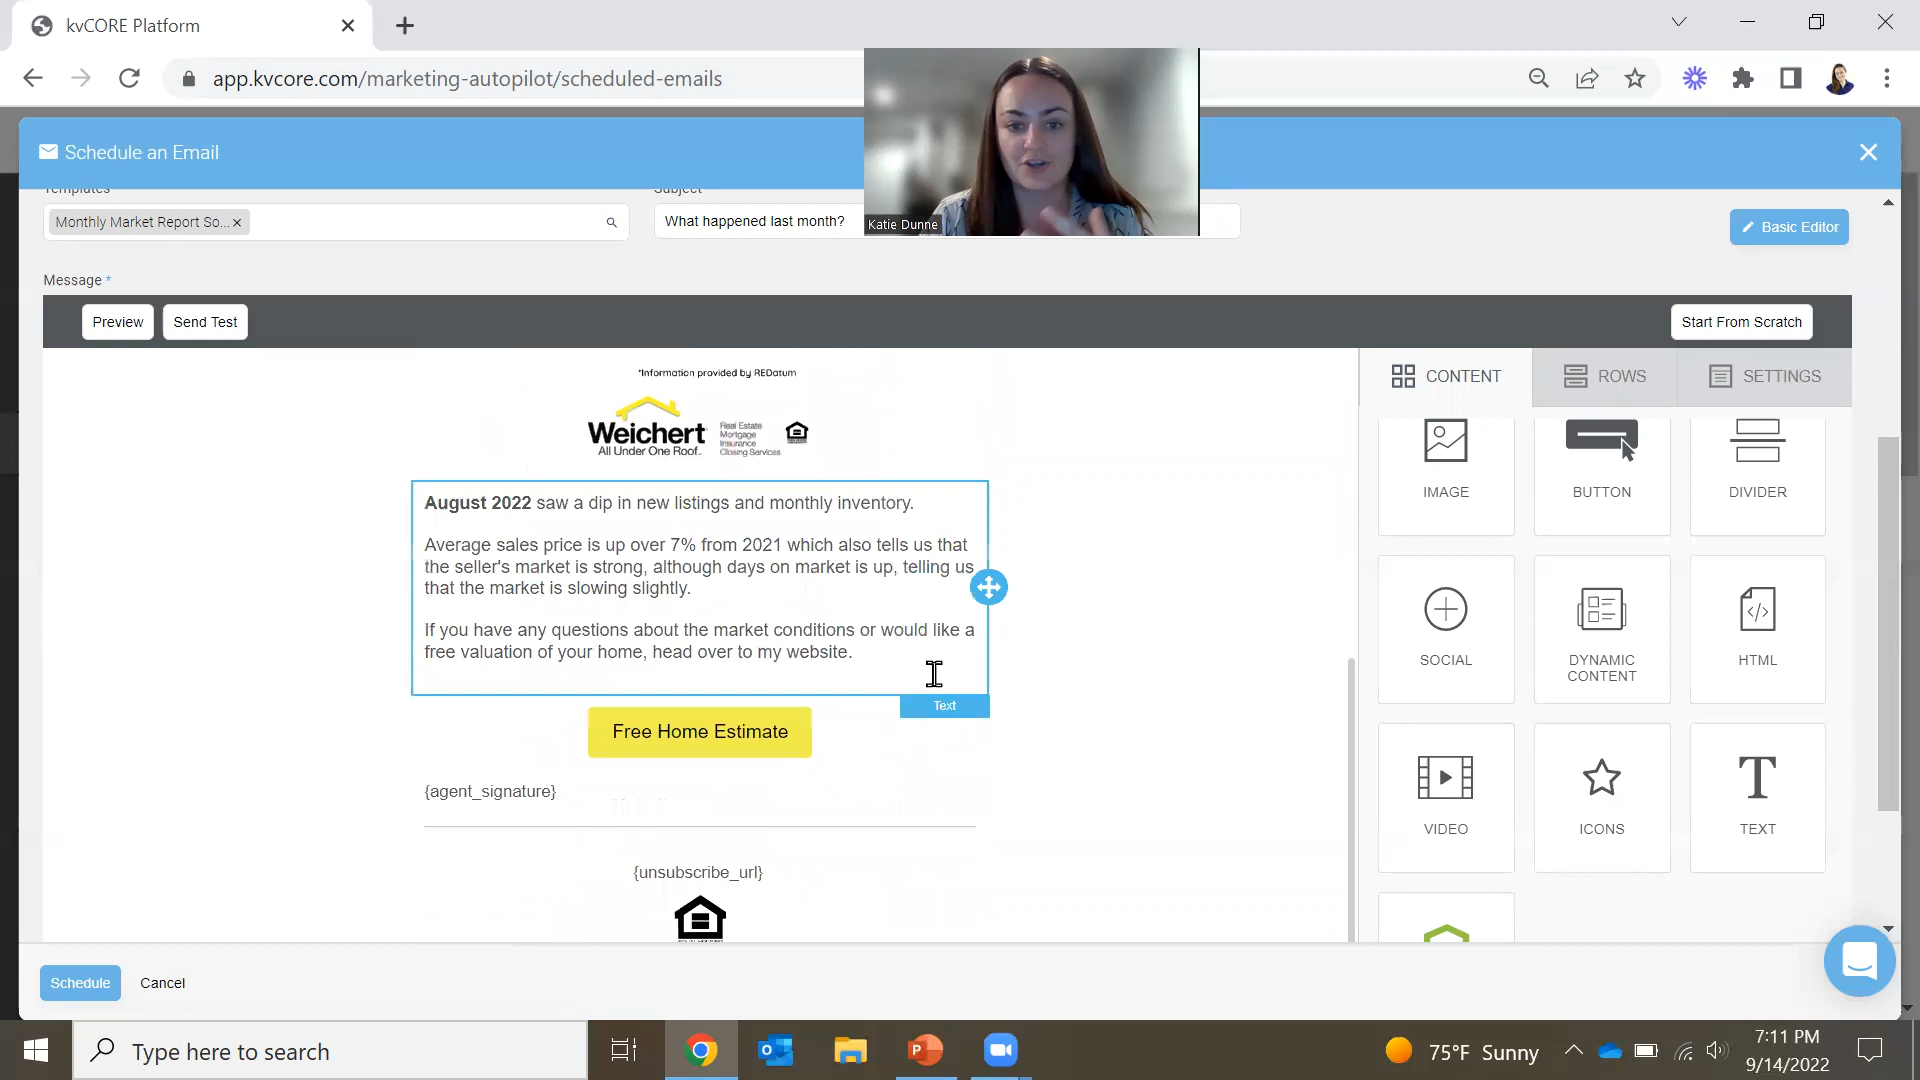 kvCORE Platform
app.kvcore.com/marketing-autopilot/scheduled-emails
Schedule an Email
Templates
Subject
Monthly Market Report So...
What happened last month?
Katie Dunne
Basic Editor
Message *
Preview
Send Test
Start From Scratch
*Information provided by REDatum
CONTENT
ROWS
SETTINGS
Weichert
All Under One Roof.
Real Estate
Mortgage
Insurance
Closing Services
August 2022 saw a dip in new listings and monthly inventory.
Average sales price is up over 7% from 2021 which also tells us that
the seller's market is strong, although days on market is up, telling us
that the market is slowing slightly.
If you have any questions about the market conditions or would like a
free valuation of your home, head over to my website.
Text
Free Home Estimate
{agent_signature}
{unsubscribe_url}
IMAGE
BUTTON
DIVIDER
SOCIAL
DYNAMIC
CONTENT
HTML
VIDEO
ICONS
TEXT
Schedule
Cancel
Type here to search
75°F Sunny
7:11 PM
9/14/2022